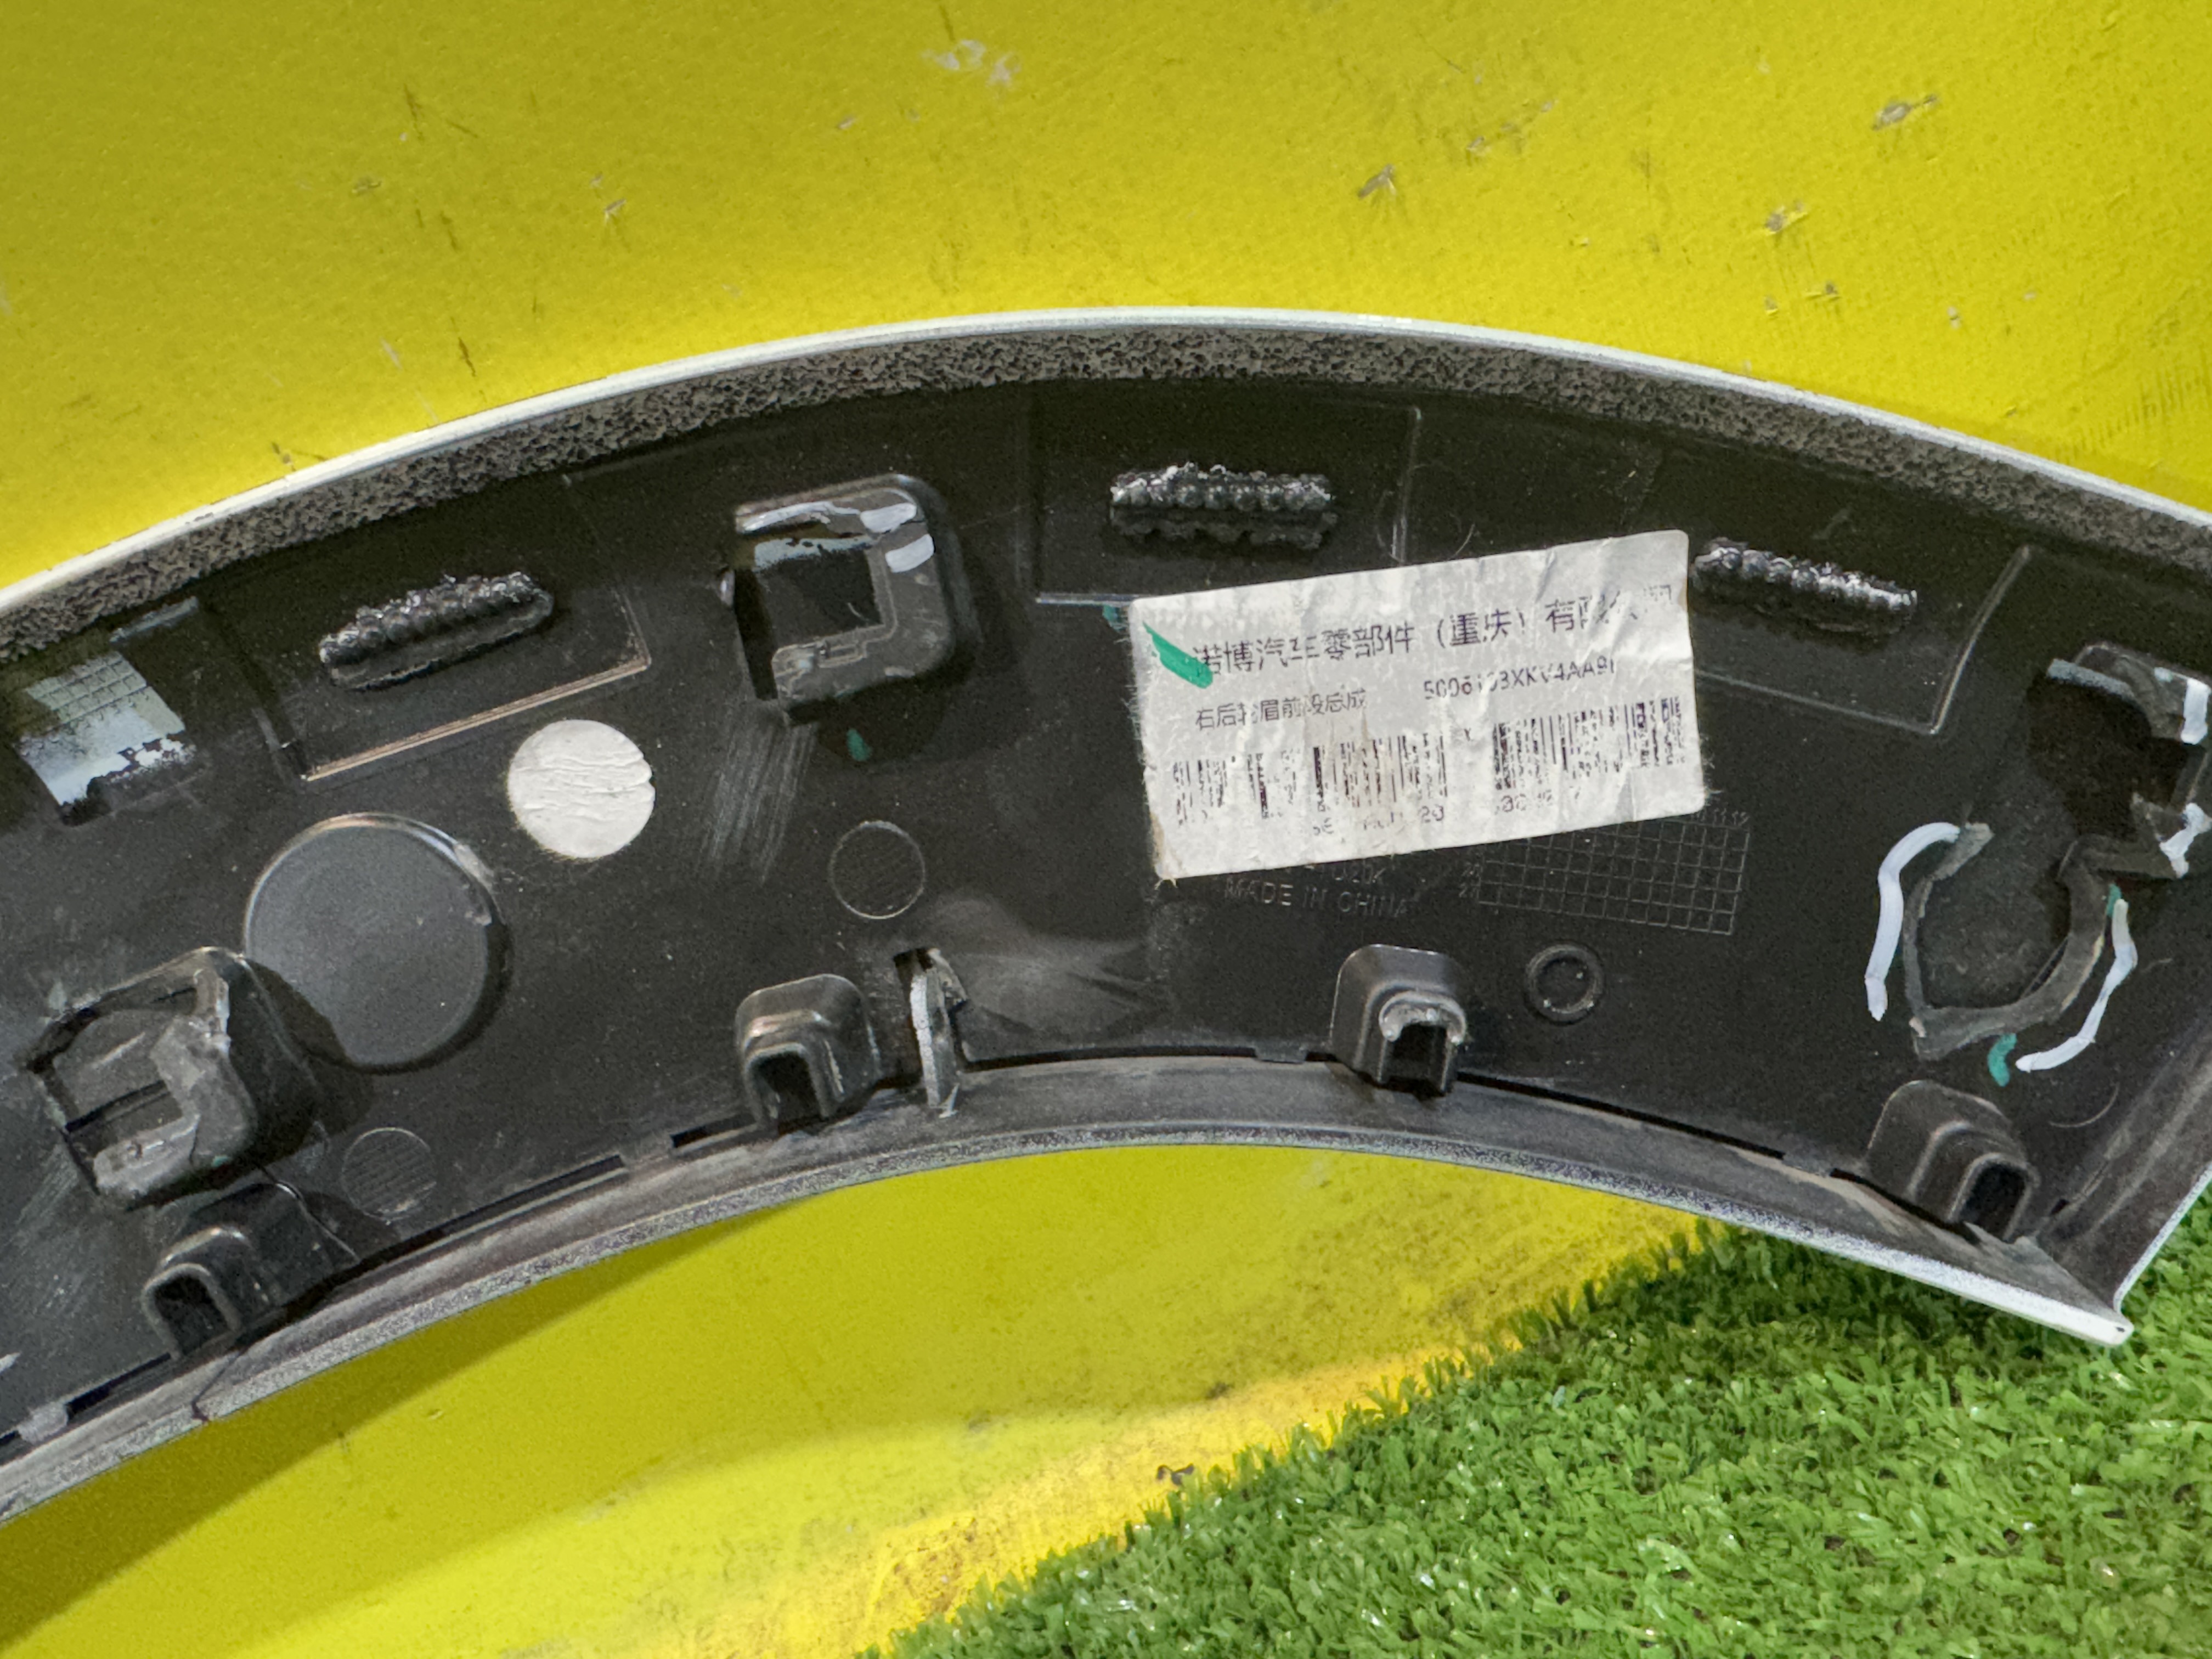 诺博汽车零部件（重庆）有限公司
右后轮眉前段总成 5006103XKV4AA9F
MADE IN CHINA